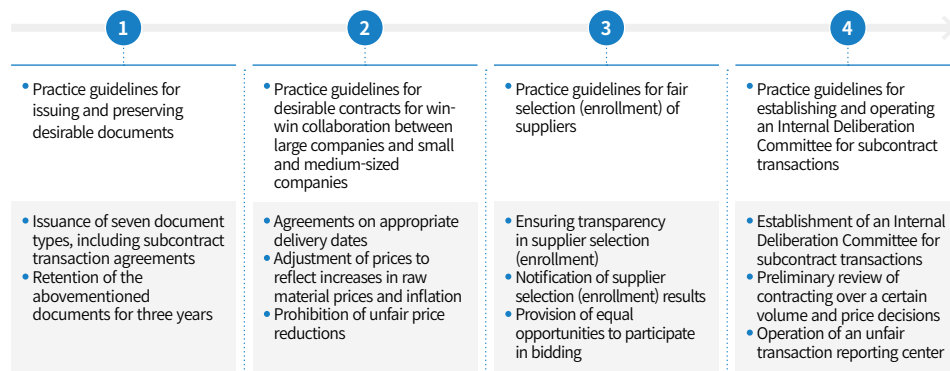 1
2
3
4
• Practice guidelines for
issuing and preserving
desirable documents
• Practice guidelines for
desirable contracts for win-
win collaboration between
large companies and small
and medium-sized
companies
• Practice guidelines for fair
selection (enrollment) of
suppliers
• Practice guidelines for
establishing and operating
an Internal Deliberation
Committee for subcontract
transactions
• Issuance of seven document
types, including subcontract
transaction agreements
• Retention of the
abovementioned
documents for three years
• Agreements on appropriate
delivery dates
• Adjustment of prices to
reflect increases in raw
material prices and inflation
• Prohibition of unfair price
reductions
• Ensuring transparency
in supplier selection
(enrollment)
• Notification of supplier
selection (enrollment) results
• Provision of equal
opportunities to participate
in bidding
• Establishment of an Internal
Deliberation Committee for
subcontract transactions
• Preliminary review of
contracting over a certain
volume and price decisions
• Operation of an unfair
transaction reporting center